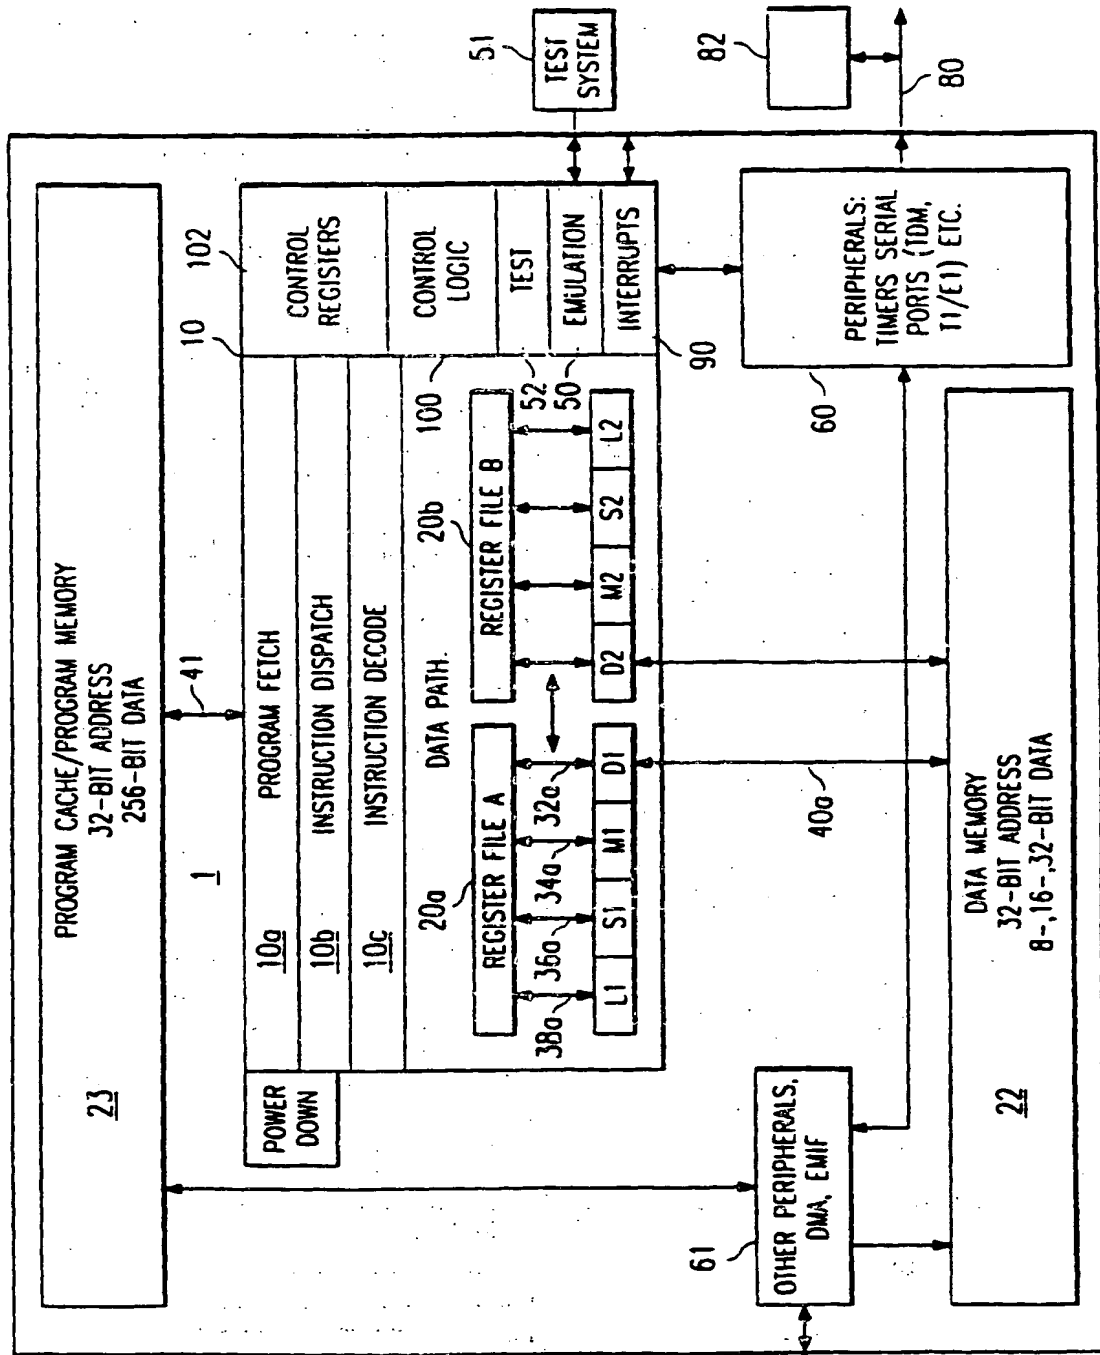 PROGRAM CACHE/PROGRAM MEMORY
32-BIT ADDRESS
256-BIT DATA
23
41
1
POWER
DOWN
10
102
10a
PROGRAM FETCH
10b
INSTRUCTION DISPATCH
10c
INSTRUCTION DECODE
CONTROL
REGISTERS
CONTROL
LOGIC
TEST
EMULATION
INTERRUPTS
TEST
SYSTEM
51
DATA PATH.
100
52
50
90
20a
REGISTER FILE A
20b
REGISTER FILE B
38a
36a
34a
32a
L1
S1
M1
D1
D2
M2
S2
L2
40a
61
OTHER PERIPHERALS,
DMA, EMIF
60
PERIPHERALS:
TIMERS SERIAL
PORTS (TDM,
T1/E1) ETC.
82
80
DATA MEMORY
32-BIT ADDRESS
8-,16-,32-BIT DATA
22